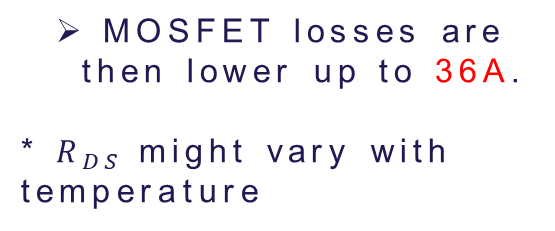 ➢ MOSFET losses are
then lower up to 36A.
* R_DS might vary with
temperature